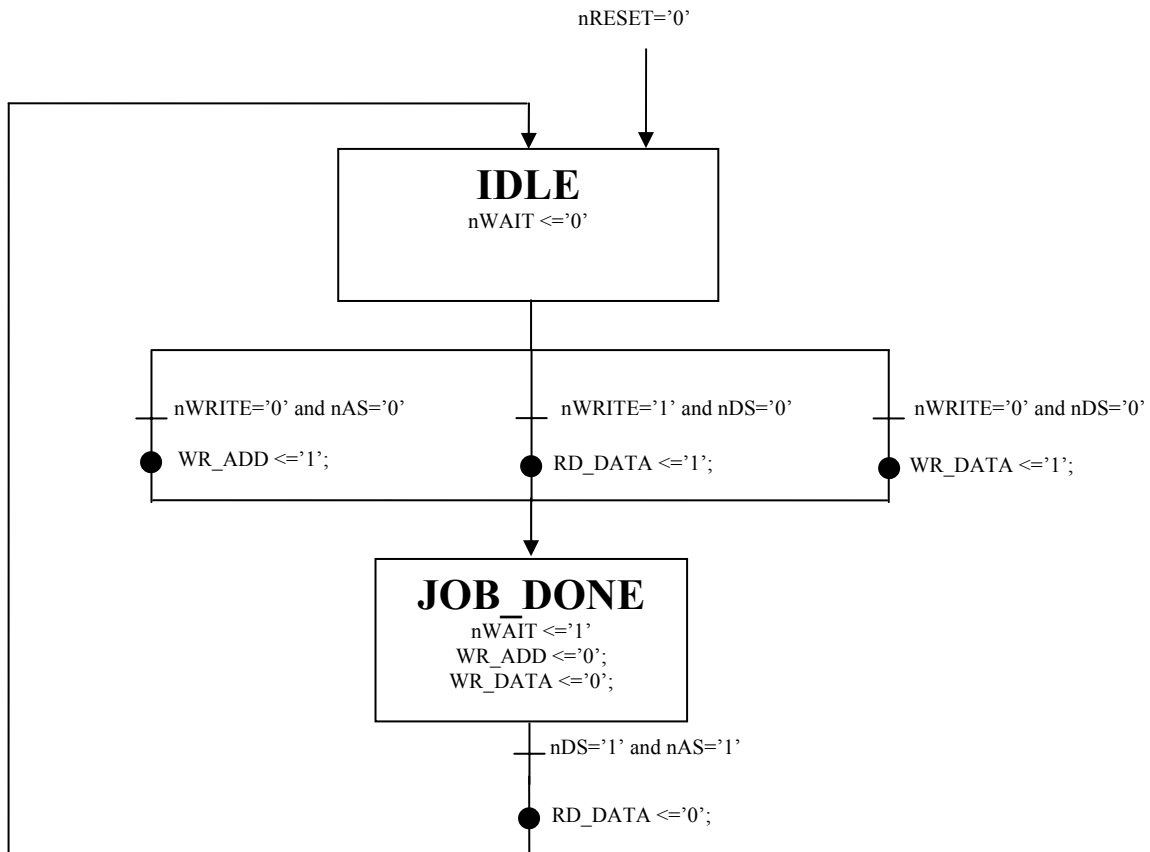 nRESET=’0’
IDLE
nWAIT <=’0’
nWRITE=’0’ and nAS=’0’
nWRITE=’1’ and nDS=’0’
nWRITE=’0’ and nDS=’0’
WR_ADD <=’1’;
RD_DATA <=’1’;
WR_DATA <=’1’;
JOB_DONE
nWAIT <=’1’
WR_ADD <=’0’;
WR_DATA <=’0’;
nDS=’1’ and nAS=’1’
RD_DATA <=’0’;